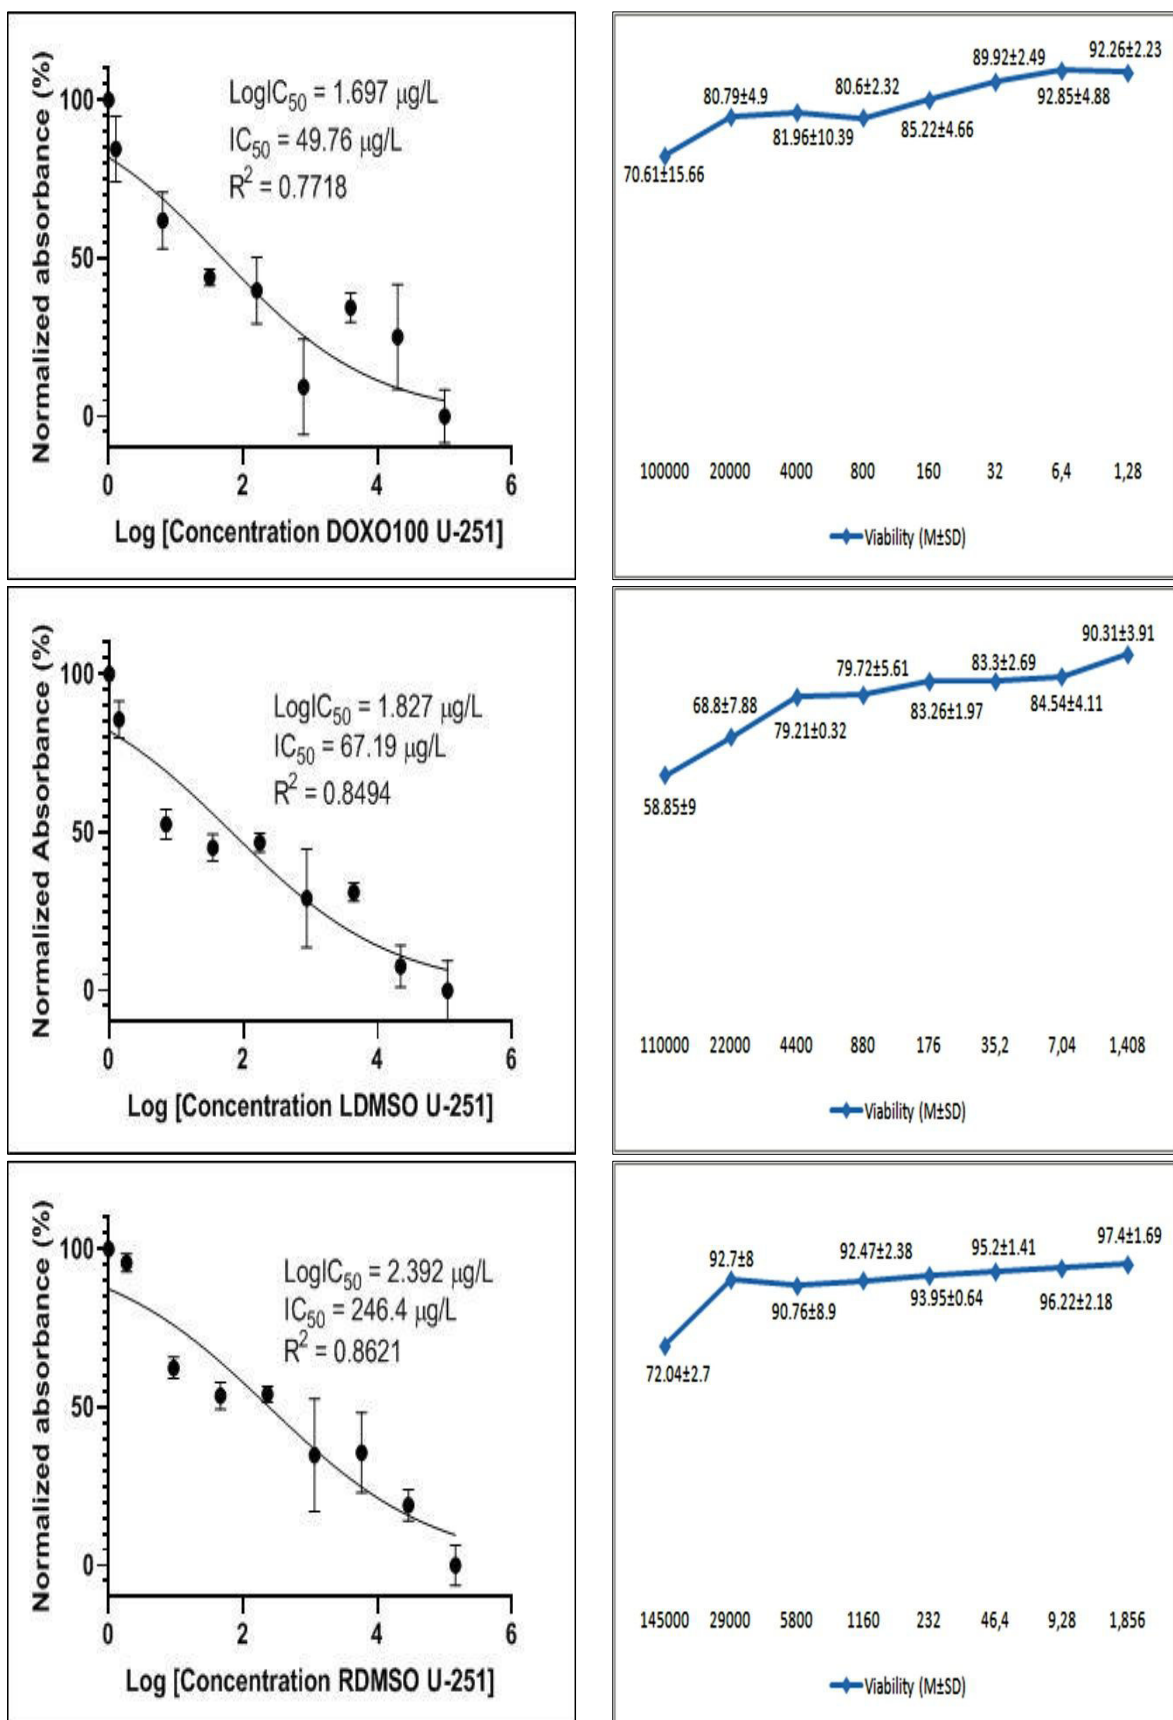 Normalized absorbance (%)
100
50
0
LogIC50 = 1.697 µg/L
IC50 = 49.76 µg/L
R2 = 0.7718
0 2 4 6
Log [Concentration DOXO100 U-251]
89.92±2.49 92.26±2.23
80.79±4.9 80.6±2.32
92.85±4.88
81.96±10.39 85.22±4.66
70.61±15.66
100000 20000 4000 800 160 32 6,4 1,28
Viability (M±SD)
Normalized Absorbance (%)
100
50
0
LogIC50 = 1.827 µg/L
IC50 = 67.19 µg/L
R2 = 0.8494
0 2 4 6
Log [Concentration LDMSO U-251]
90.31±3.91
79.72±5.61 83.3±2.69
68.8±7.88
79.21±0.32 83.26±1.97 84.54±4.11
58.85±9
110000 22000 4400 880 176 35,2 7,04 1,408
Viability (M±SD)
Normalized absorbance (%)
100
50
0
LogIC50 = 2.392 µg/L
IC50 = 246.4 µg/L
R2 = 0.8621
0 2 4 6
Log [Concentration RDMSO U-251]
92.7±8 92.47±2.38 95.2±1.41 97.4±1.69
90.76±8.9 93.95±0.64 96.22±2.18
72.04±2.7
145000 29000 5800 1160 232 46,4 9,28 1,856
Viability (M±SD)